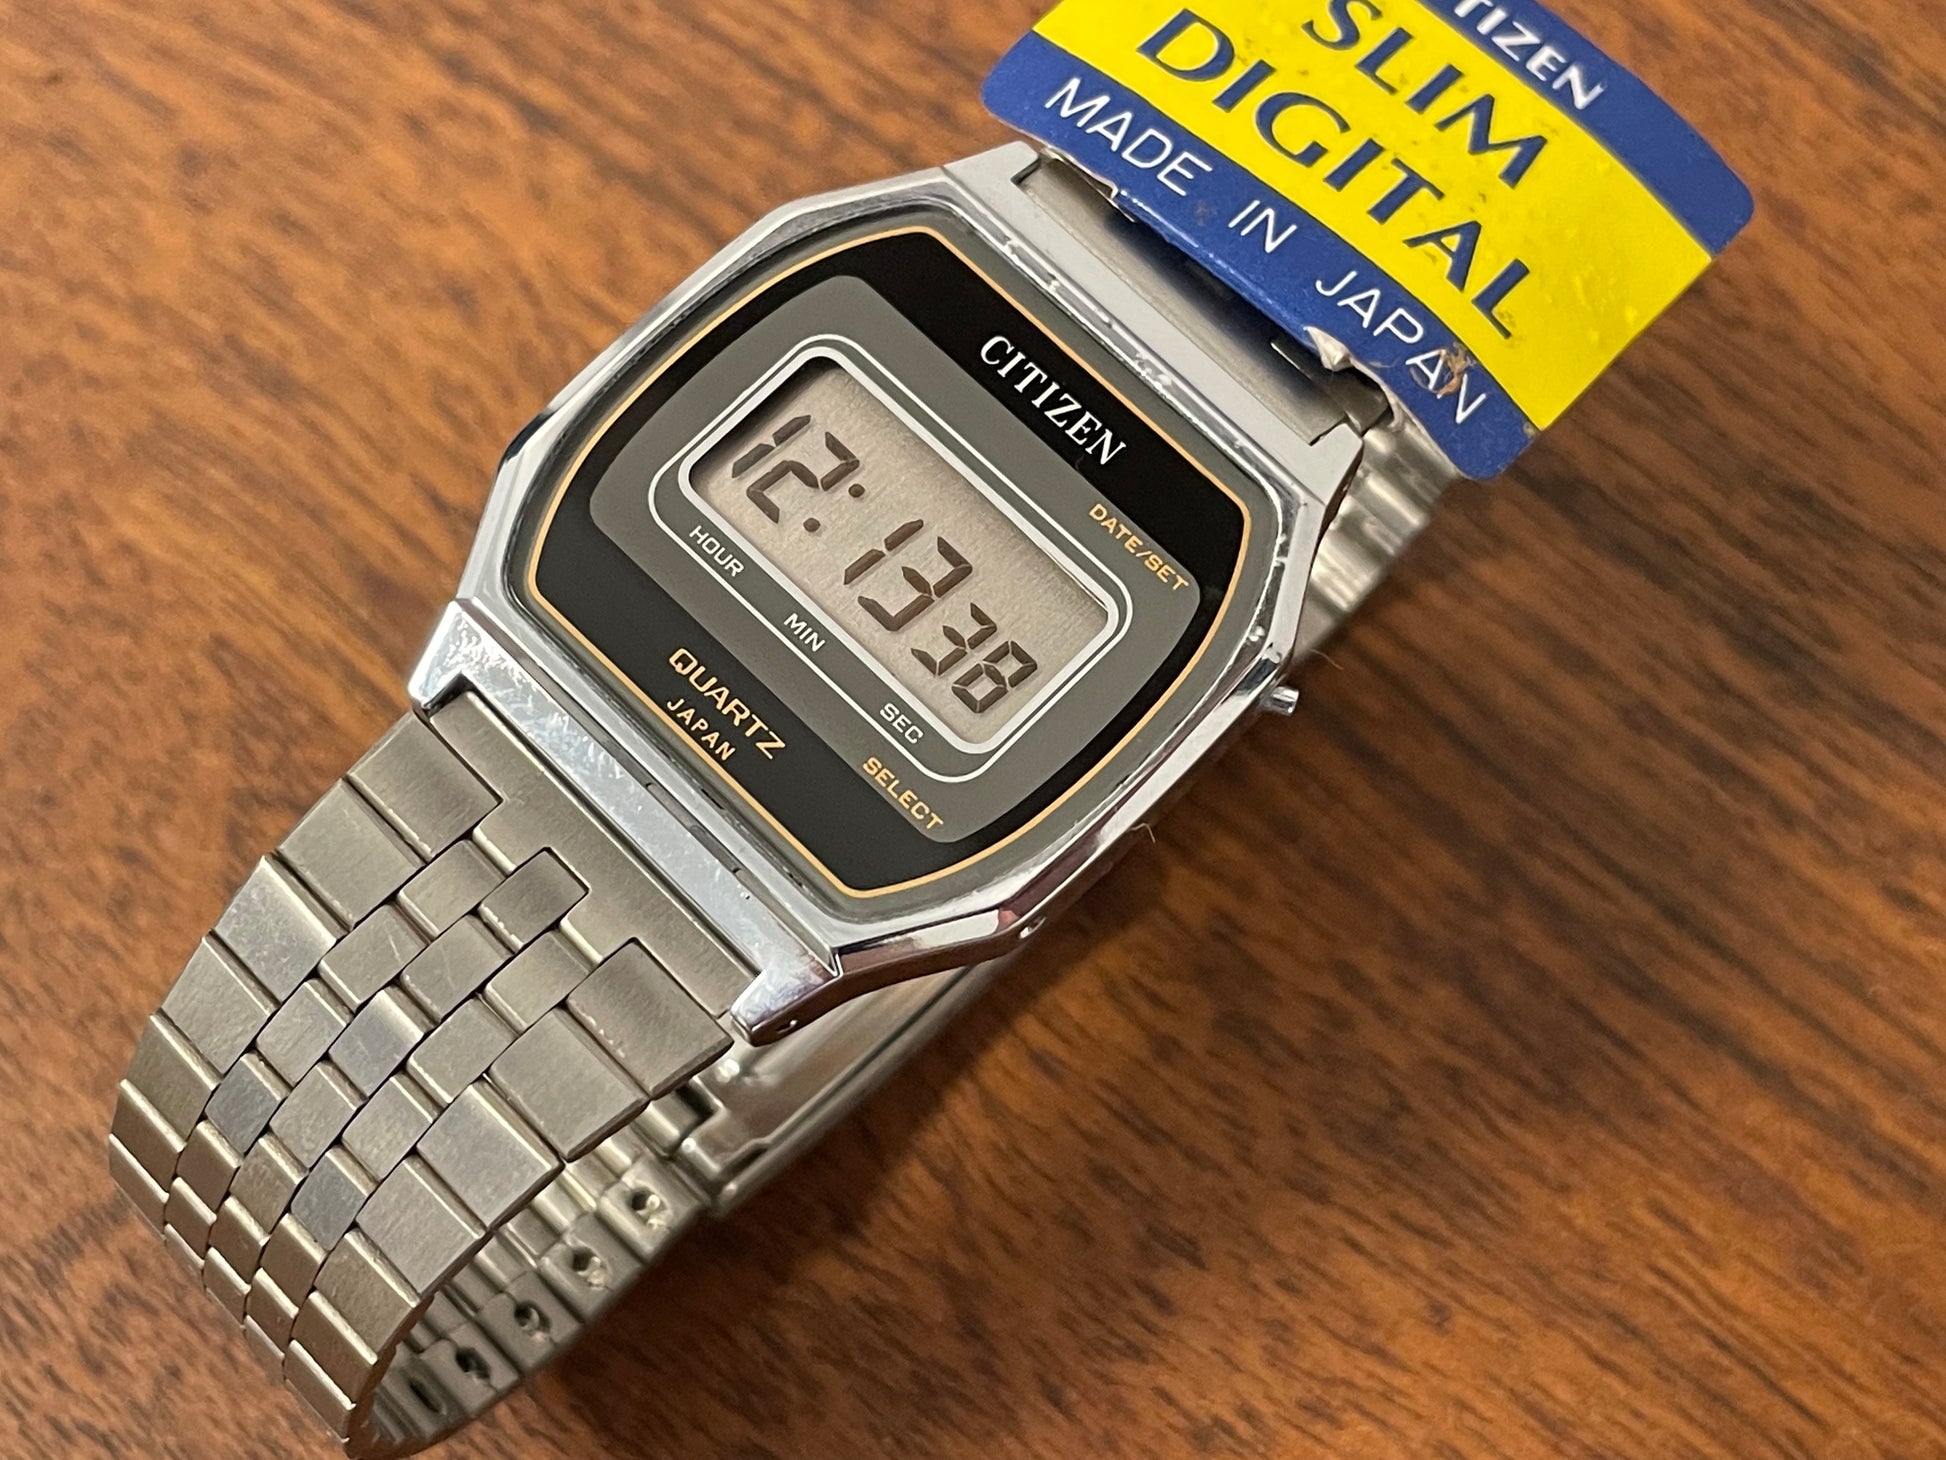 TIZEN
SLIM
DIGITAL
MADE IN JAPAN
CITIZEN
DATE/SET
12:13 38
HOUR
MIN
SEC
QUARTZ
JAPAN
SELECT